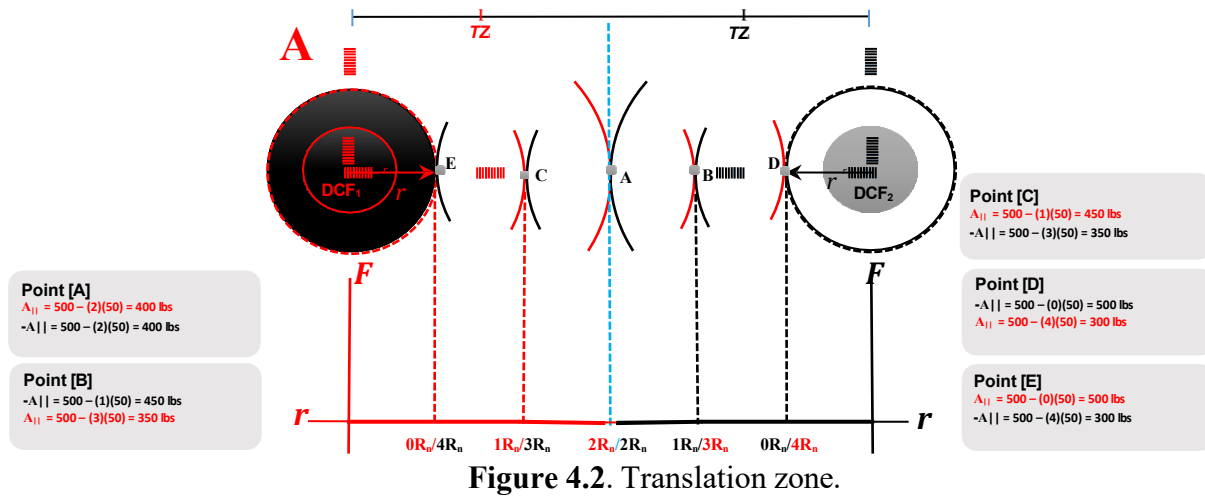 TZ
TZ
A
E
C
A
B
D
DCF₁
r
DCF₂
r
Point [C]
A|| = 500 – (1)(50) = 450 lbs
-A|| = 500 – (3)(50) = 350 lbs
F
F
Point [A]
A|| = 500 – (2)(50) = 400 lbs
-A|| = 500 – (2)(50) = 400 lbs
Point [D]
-A|| = 500 – (0)(50) = 500 lbs
A|| = 500 – (4)(50) = 300 lbs
Point [B]
-A|| = 500 – (1)(50) = 450 lbs
A|| = 500 – (3)(50) = 350 lbs
Point [E]
A|| = 500 – (0)(50) = 500 lbs
-A|| = 500 – (4)(50) = 300 lbs
r
r
0Rₙ/4Rₙ
1Rₙ/3Rₙ
2Rₙ/2Rₙ
1Rₙ/3Rₙ
0Rₙ/4Rₙ
Figure 4.2. Translation zone.